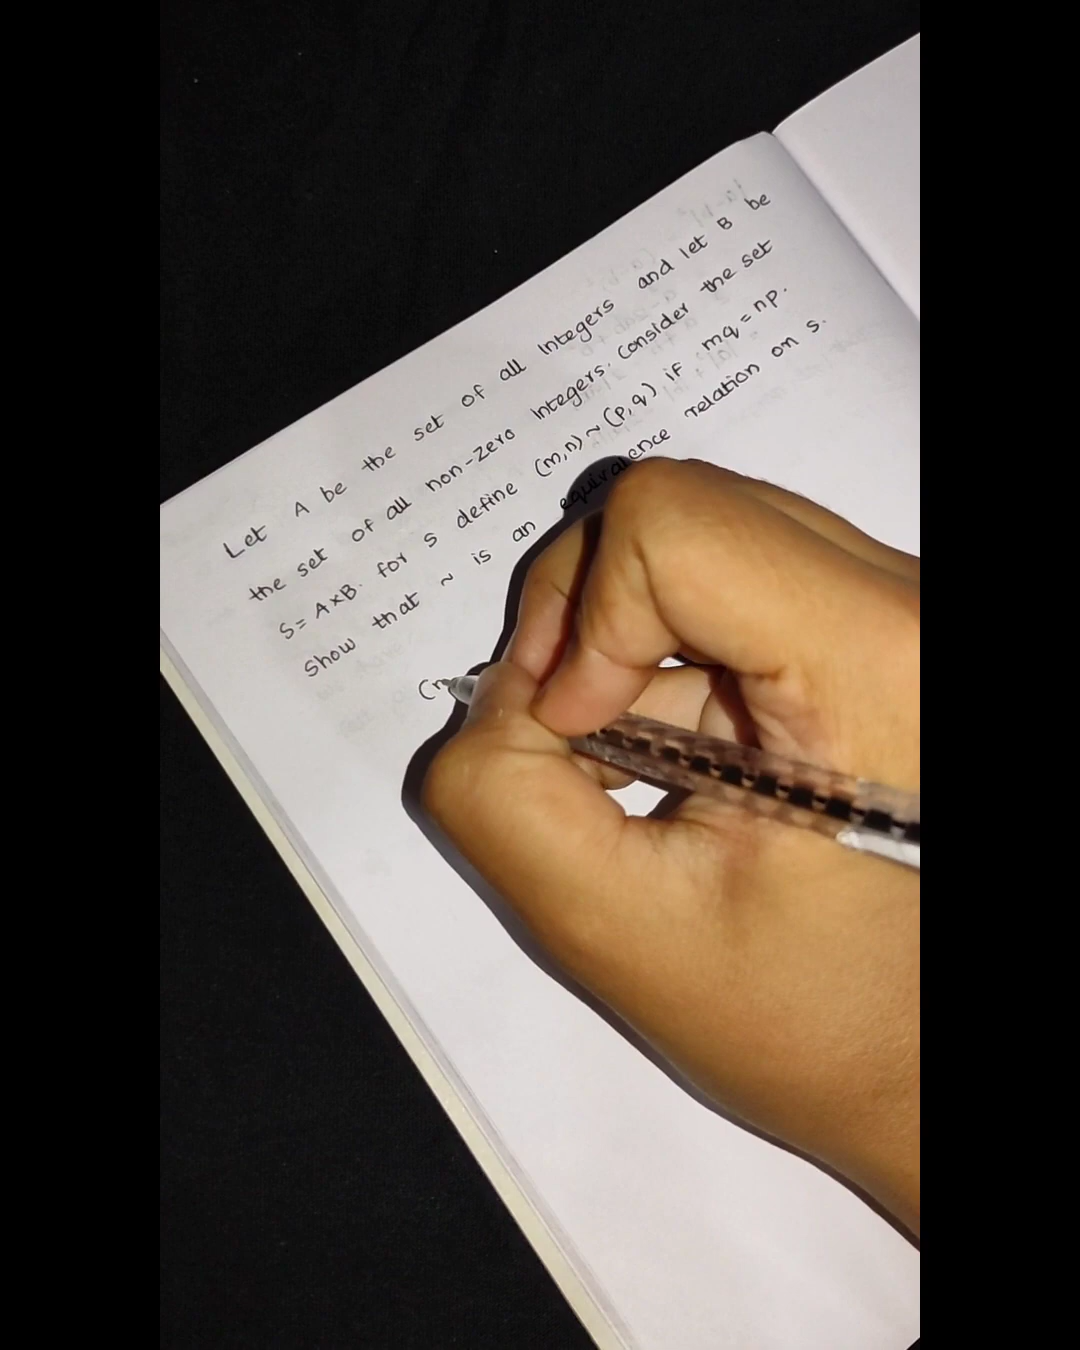 Let A be the set of all Integers and let B be
the set of all non-zero Integers. Consider the set
S= A×B. for S define (m,n) ~ (p,q) if mq = np.
Show that ~ is an equivalence relation on S.
(m